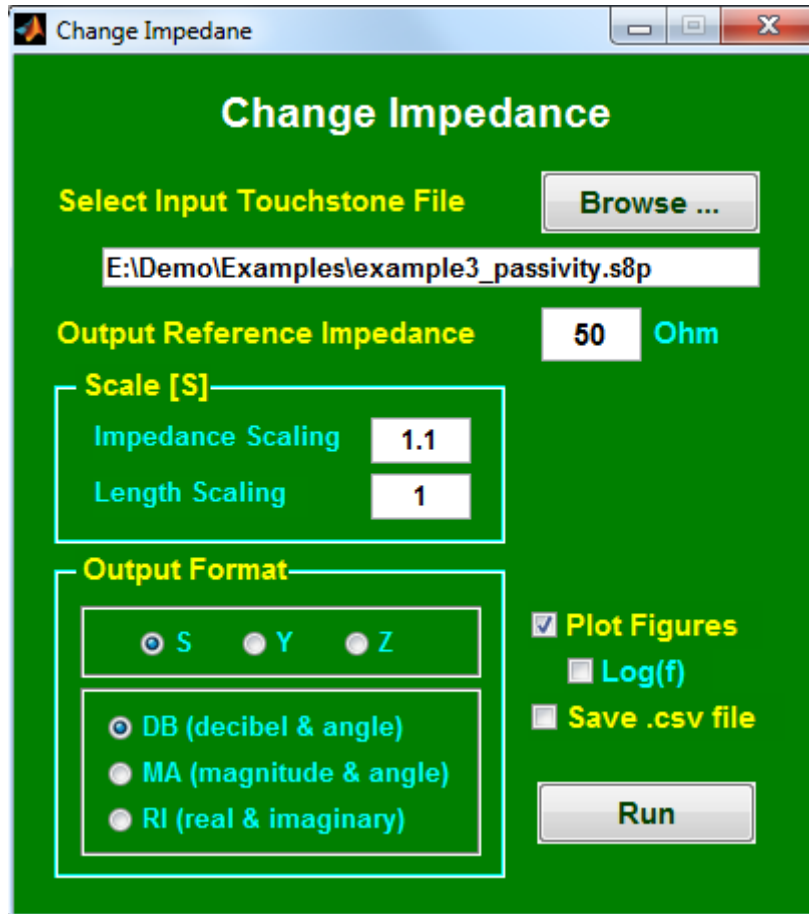 Change Impedane
Change Impedance
Select Input Touchstone File Browse ...
E:\Demo\Examples\example3_passivity.s8p
Output Reference Impedance 50 Ohm
Scale [S]
Impedance Scaling 1.1
Length Scaling 1
Output Format
S Y Z
DB (decibel & angle)
MA (magnitude & angle)
RI (real & imaginary)
Plot Figures
Log(f)
Save .csv file
Run